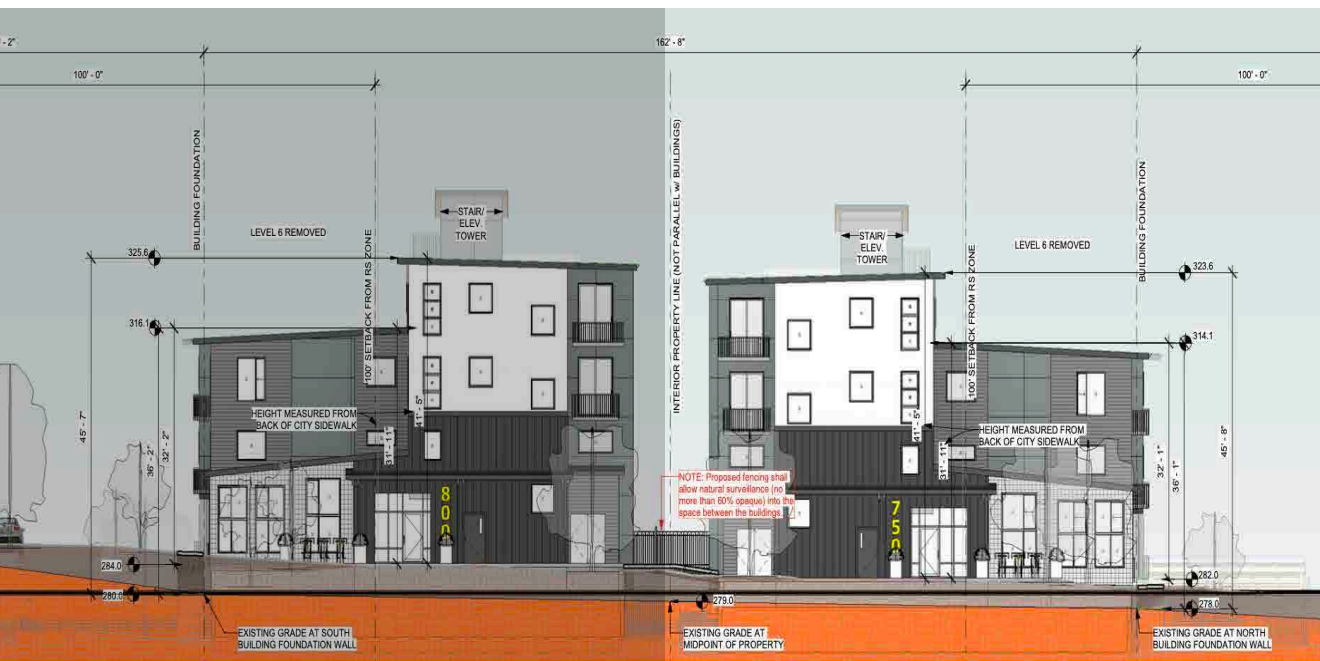 - 2"
162' - 8"
100' - 0"
100' - 0"
BUILDING FOUNDATION
LEVEL 6 REMOVED
100' SETBACK FROM RS ZONE
STAIR/
ELEV.
TOWER
INTERIOR PROPERTY LINE (NOT PARALLEL w/ BUILDINGS)
STAIR/
ELEV.
TOWER
100' SETBACK FROM RS ZONE
LEVEL 6 REMOVED
BUILDING FOUNDATION
325.6
323.6
316.1
314.1
45' - 7"
36' - 2"
32' - 2"
HEIGHT MEASURED FROM
BACK OF CITY SIDEWALK
31' - 11"
41' - 5"
41' - 5"
31' - 11"
HEIGHT MEASURED FROM
BACK OF CITY SIDEWALK
32' - 1"
36' - 1"
45' - 8"
800
NOTE: Proposed fencing shall
allow natural surveillance (no
more than 60% opaque) into the
space between the buildings.
750
284.0
280.0
279.0
282.0
278.0
EXISTING GRADE AT SOUTH
BUILDING FOUNDATION WALL
EXISTING GRADE AT
MIDPOINT OF PROPERTY
EXISTING GRADE AT NORTH
BUILDING FOUNDATION WALL